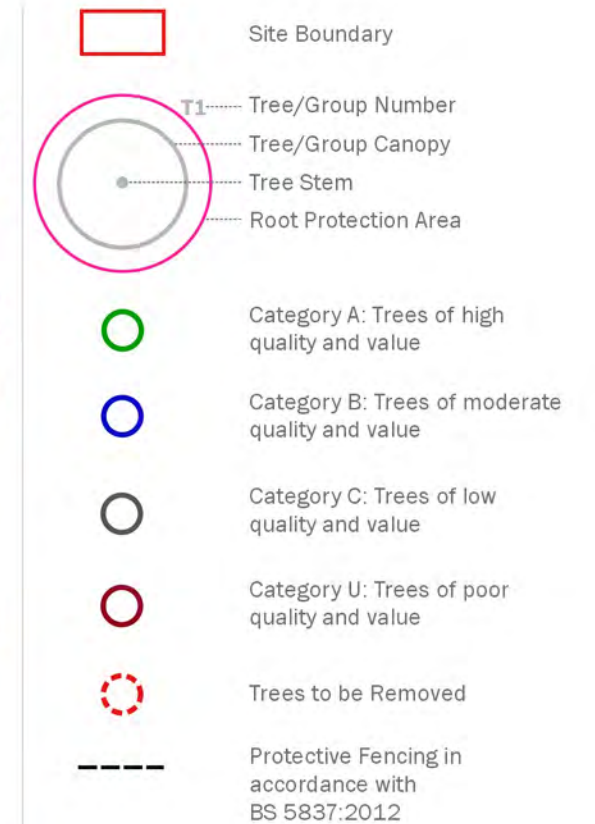 Site Boundary
T1
Tree/Group Number
Tree/Group Canopy
Tree Stem
Root Protection Area
Category A: Trees of high
quality and value
Category B: Trees of moderate
quality and value
Category C: Trees of low
quality and value
Category U: Trees of poor
quality and value
Trees to be Removed
Protective Fencing in
accordance with
BS 5837:2012